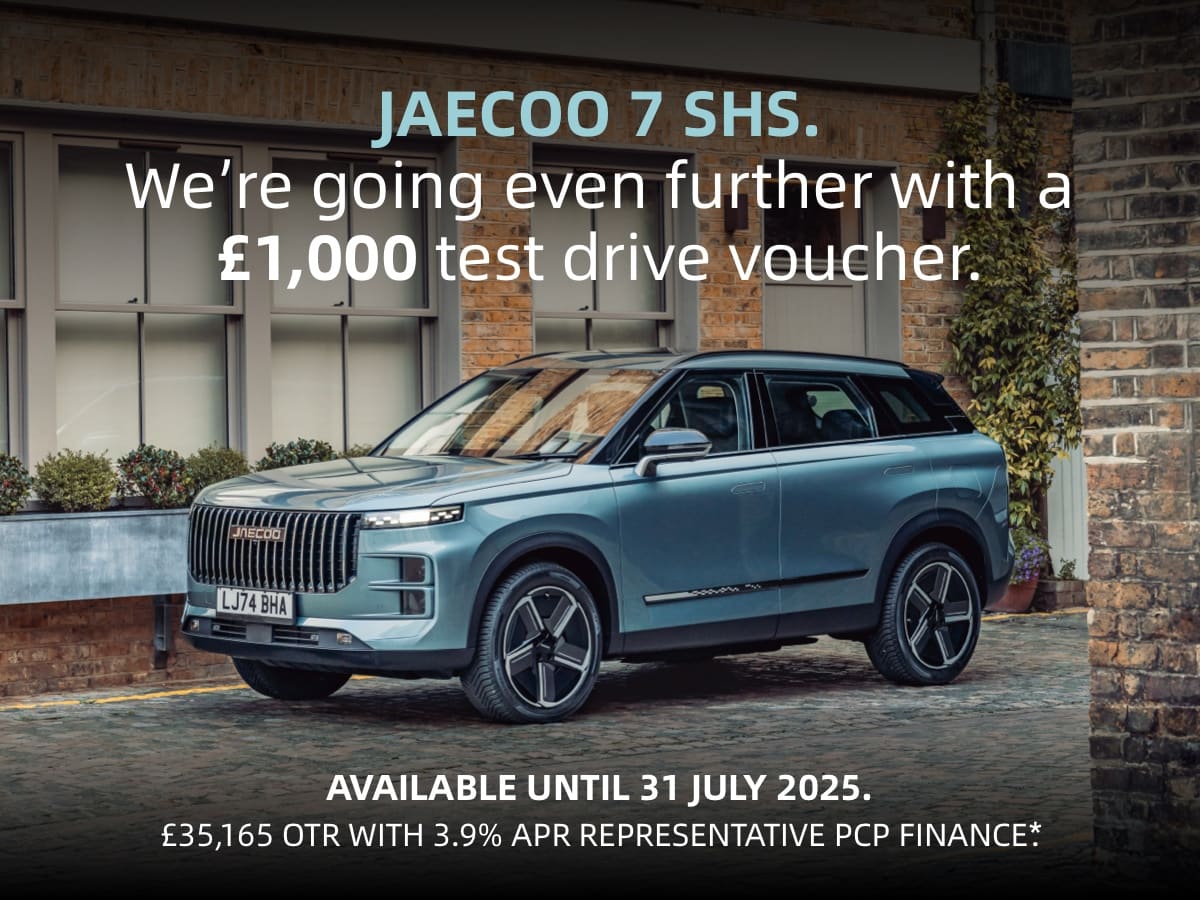 JAECOO 7 SHS.
We're going even further with a
£1,000 test drive voucher.
JAECOO
LJ74 BHA
AVAILABLE UNTIL 31 JULY 2025.
£35,165 OTR WITH 3.9% APR REPRESENTATIVE PCP FINANCE*